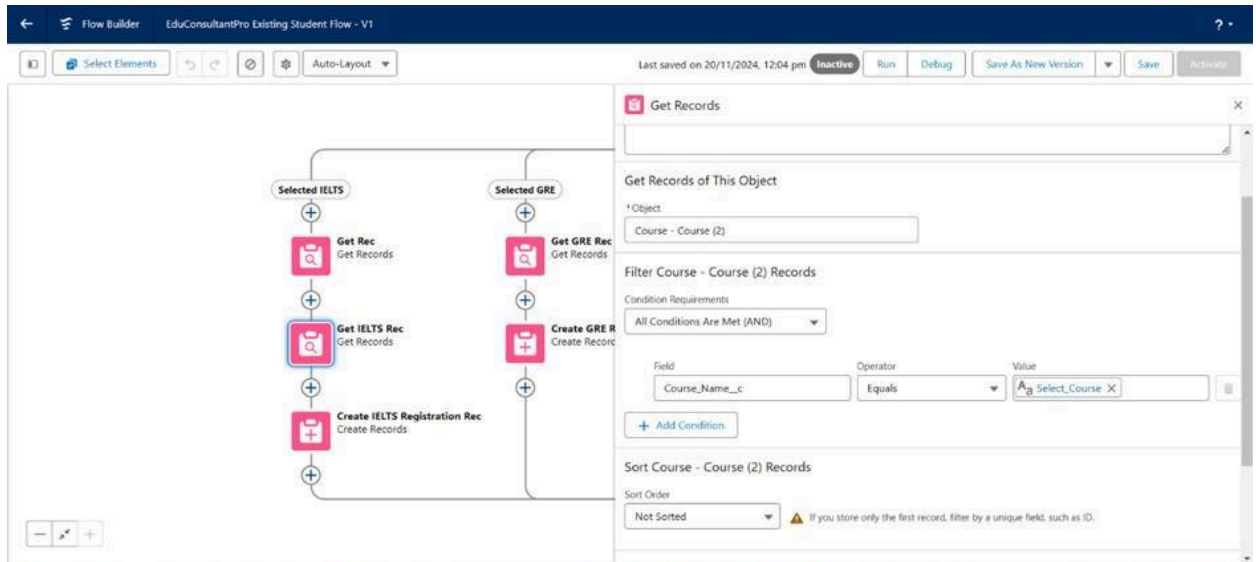 Flow Builder EduConsultantPro Existing Student Flow - V1 ?
Select Elements Auto-Layout Last saved on 20/11/2024, 12:04 pm Inactive Run Debug Save As New Version Save Activate
Get Records
Get Records of This Object
* Object
Course - Course (2)
Filter Course - Course (2) Records
Condition Requirements
All Conditions Are Met (AND)
Field Operator Value
Course_Name__c Equals Aa Select_Course
+ Add Condition
Sort Course - Course (2) Records
Sort Order
Not Sorted If you store only the first record, filter by a unique field, such as ID.
Selected IELTS
Get Rec
Get Records
Get IELTS Rec
Get Records
Create IELTS Registration Rec
Create Records
Selected GRE
Get GRE Rec
Get Records
Create GRE R
Create Record